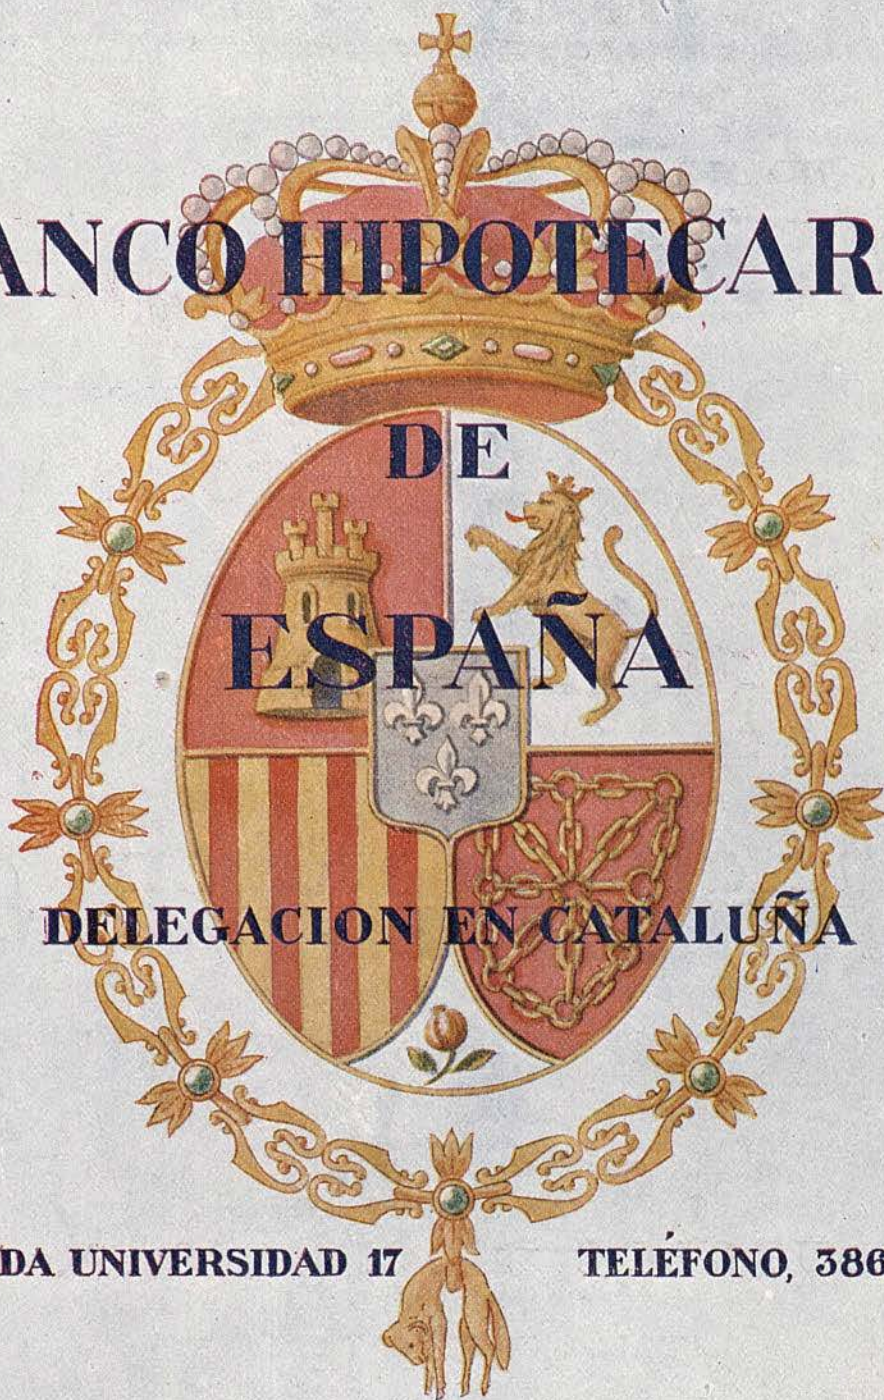 ANCO HIPOTECAR
DE
ESPAÑA
DELEGACION EN CATALUÑA
DA UNIVERSIDAD 17 TELÉFONO, 386